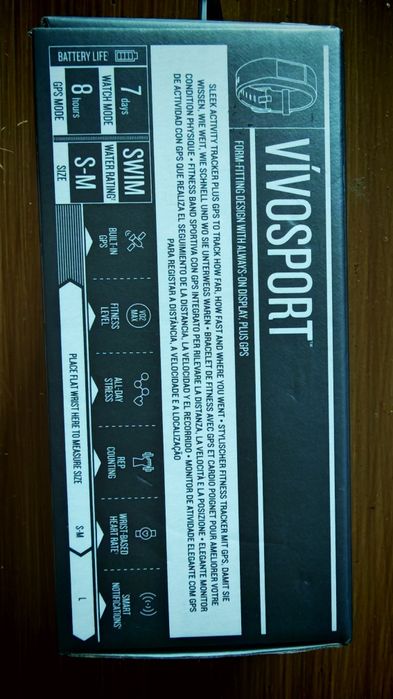 VÍVOSPORT™
FORM-FITTING DESIGN WITH ALWAYS-ON DISPLAY, PLUS GPS
SLEEK ACTIVITY TRACKER PLUS GPS TO TRACK HOW FAR, HOW FAST AND WHERE YOU WENT • STYLISCHER FITNESS TRACKER MIT GPS. DAMIT SIE
WISSEN, WIE WEIT, WIE SCHNELL UND WO SIE UNTERWEGS WAREN • BRACELET DE FITNESS AVEC GPS ET CARDIO POIGNET POUR AMELIORER VOTRE
CONDITION PHYSIQUE • FITNESS BAND SPORTIVA CON GPS INTEGRATO PER RILEVARE LA DISTANZA, LA VELOCITÀ E LA POSIZIONE • ELEGANTE MONITOR
DE ACTIVIDAD CON GPS QUE REALIZA EL SEGUIMIENTO DE LA DISTANCIA, LA VELOCIDAD Y EL RECORRIDO • MONITOR DE ATIVIDADE ELEGANTE COM GPS
PARA REGISTAR A DISTÂNCIA, A VELOCIDADE E A LOCALIZAÇÃO
BATTERY LIFE
7 days
WATCH MODE
8 hours
GPS MODE
SWIM
WATER RATING
S-M
SIZE
BUILT-IN
GPS
VO2
MAX
FITNESS
LEVEL
ALL-DAY
STRESS
REP
COUNTING
WRIST-BASED
HEART RATE
SMART
NOTIFICATIONS
PLACE FLAT WRIST HERE TO MEASURE SIZE
S-M
L